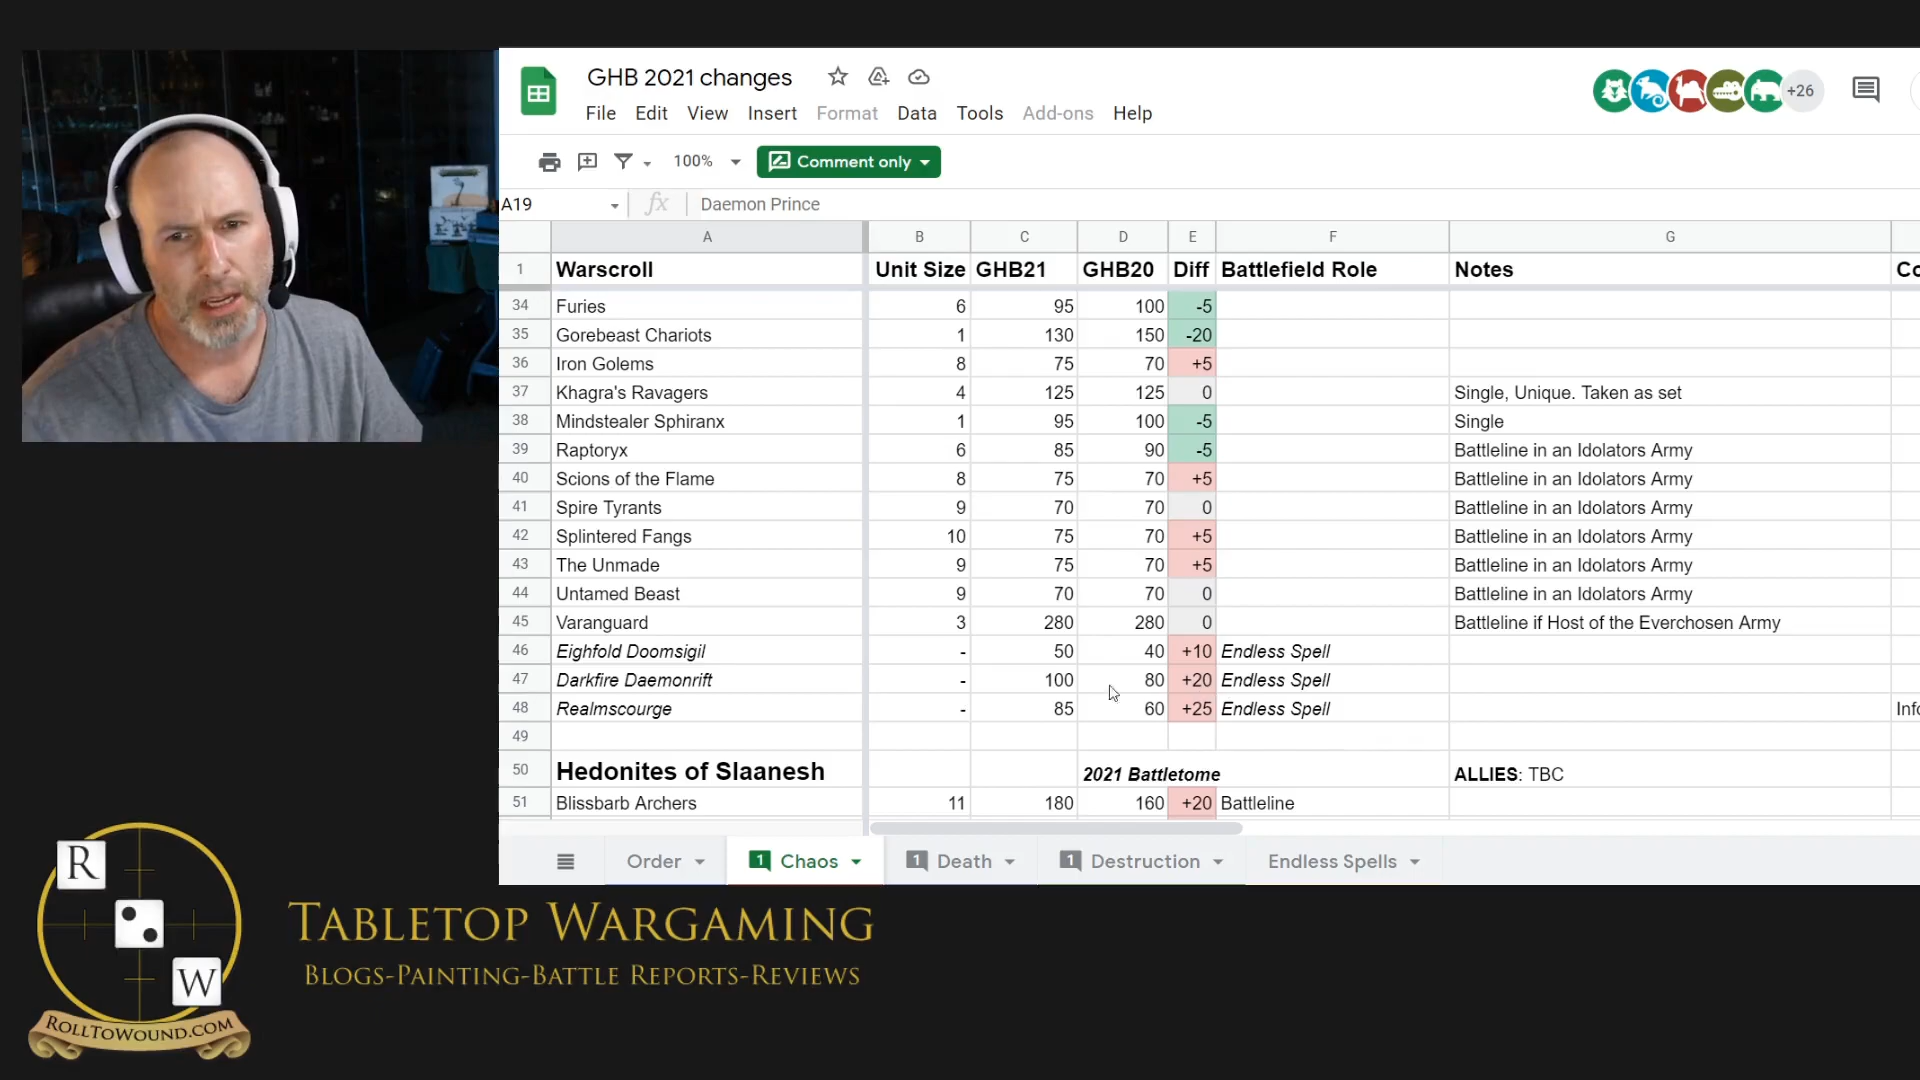 GHB 2021 changes
File Edit View Insert Format Data Tools Add-ons Help
+26
100% Comment only
A19 fx Daemon Prince
A B C D E F G
1 Warscroll Unit Size GHB21 GHB20 Diff Battlefield Role Notes Co
34 Furies 6 95 100 -5
35 Gorebeast Chariots 1 130 150 -20
36 Iron Golems 8 75 70 +5
37 Khagra's Ravagers 4 125 125 0 Single, Unique. Taken as set
38 Mindstealer Sphiranx 1 95 100 -5 Single
39 Raptoryx 6 85 90 -5 Battleline in an Idolators Army
40 Scions of the Flame 8 75 70 +5 Battleline in an Idolators Army
41 Spire Tyrants 9 70 70 0 Battleline in an Idolators Army
42 Splintered Fangs 10 75 70 +5 Battleline in an Idolators Army
43 The Unmade 9 75 70 +5 Battleline in an Idolators Army
44 Untamed Beast 9 70 70 0 Battleline in an Idolators Army
45 Varanguard 3 280 280 0 Battleline if Host of the Everchosen Army
46 Eighfold Doomsigil - 50 40 +10 Endless Spell
47 Darkfire Daemonrift - 100 80 +20 Endless Spell
48 Realmscourge - 85 60 +25 Endless Spell Info
49
50 Hedonites of Slaanesh 2021 Battletome ALLIES: TBC
51 Blissbarb Archers 11 180 160 +20 Battleline
Order 1 Chaos 1 Death 1 Destruction Endless Spells
R
W
ROLLTOWOUND.COM
TABLETOP WARGAMING
BLOGS-PAINTING-BATTLE REPORTS-REVIEWS